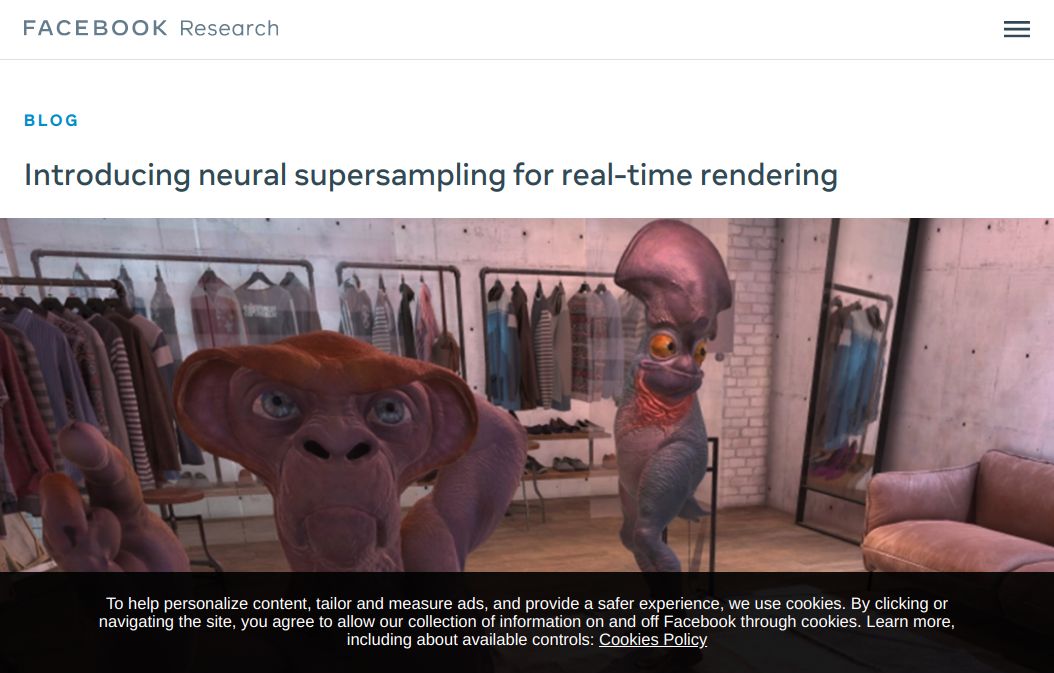 FACEBOOK Research
BLOG
Introducing neural supersampling for real-time rendering
To help personalize content, tailor and measure ads, and provide a safer experience, we use cookies. By clicking or
navigating the site, you agree to allow our collection of information on and off Facebook through cookies. Learn more,
including about available controls: Cookies Policy